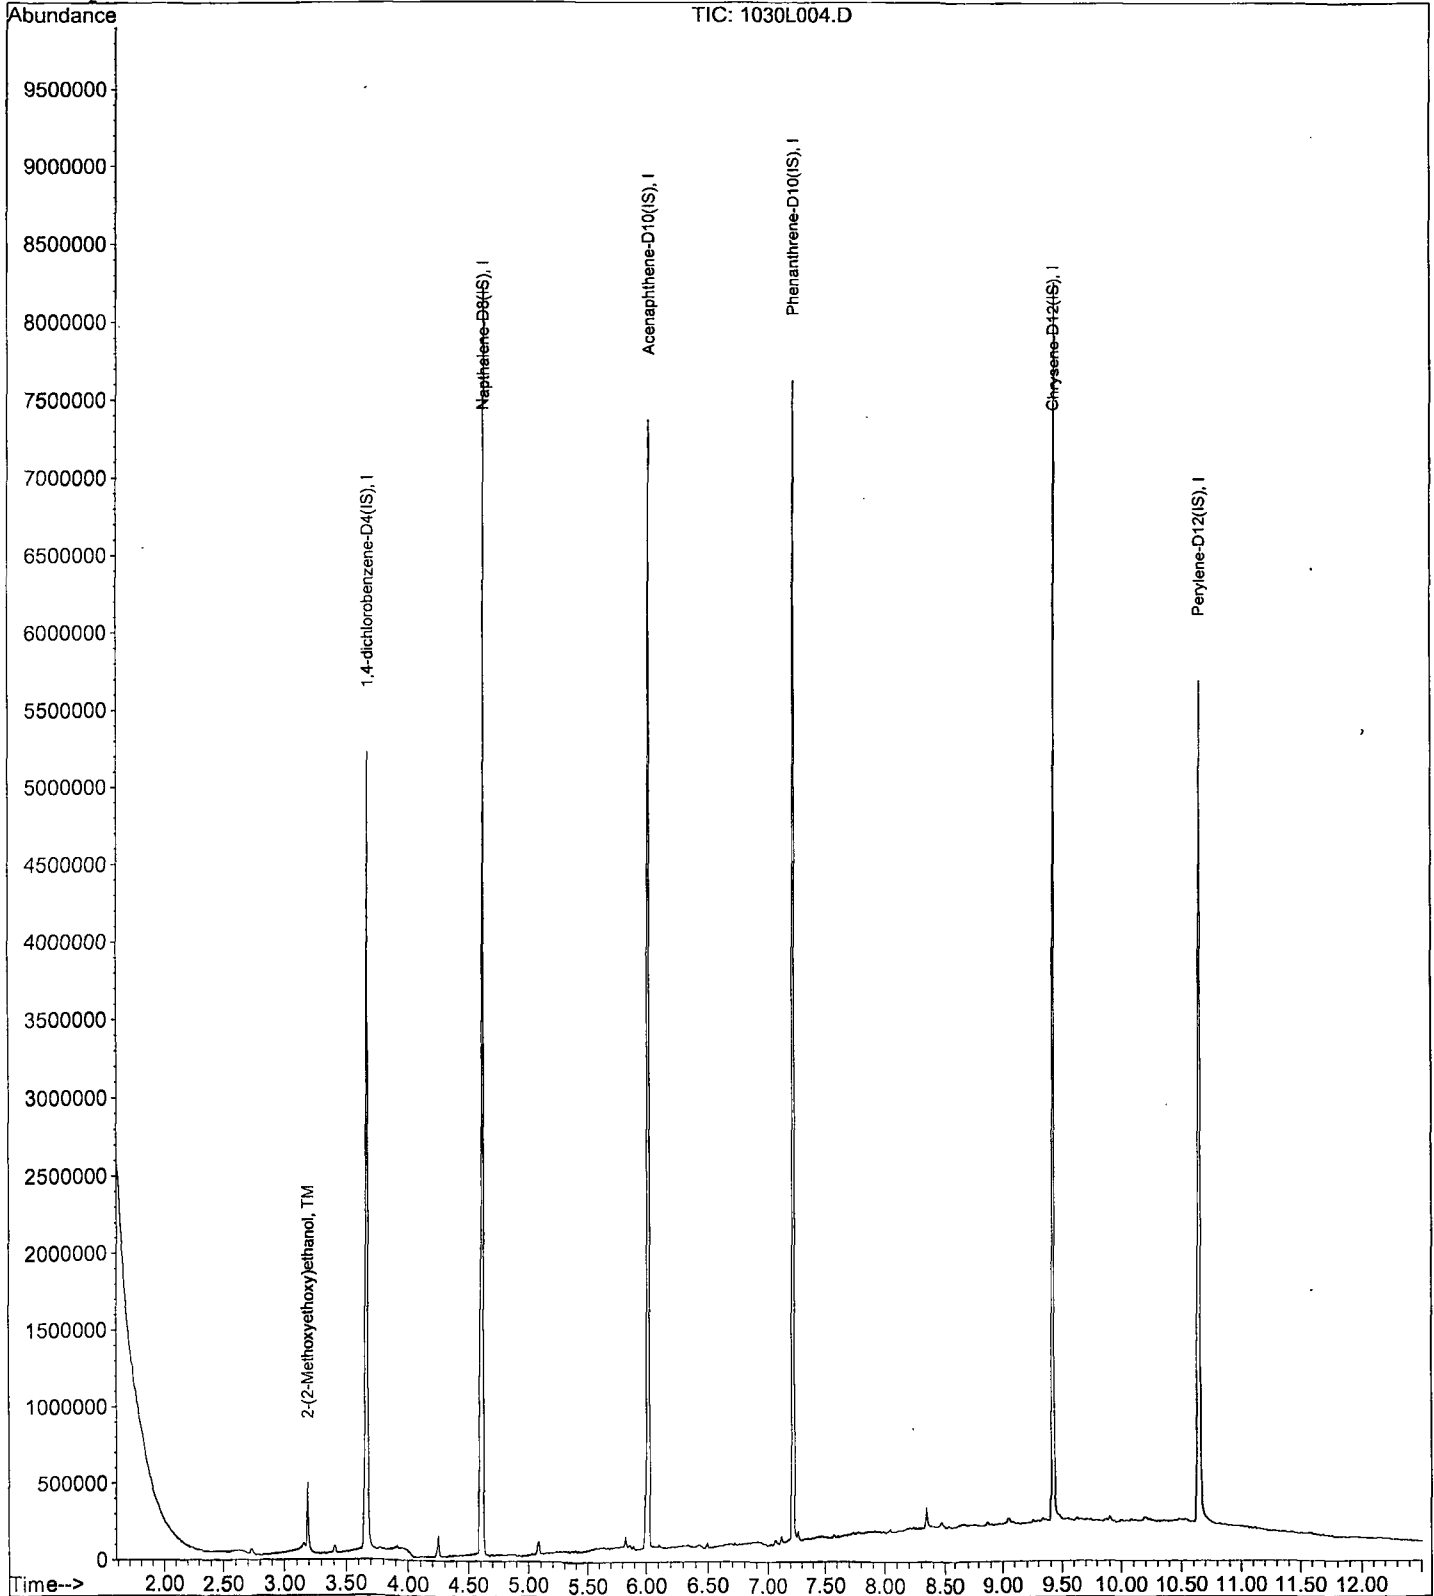 Abundance
TIC: 1030L004.D
9500000
9000000
8500000
8000000
7500000
7000000
6500000
6000000
5500000
5000000
4500000
4000000
3500000
3000000
2500000
2000000
1500000
1000000
500000
0
2-(2-Methoxyethoxy)ethanol, TM
1,4-dichlorobenzene-D4(IS), I
Napthalene-D8(IS), I
Acenaphthene-D10(IS), I
Phenanthrene-D10(IS), I
Chrysene-D12(IS), I
Perylene-D12(IS), I
Time--> 2.00 2.50 3.00 3.50 4.00 4.50 5.00 5.50 6.00 6.50 7.00 7.50 8.00 8.50 9.00 9.50 10.00 10.50 11.00 11.50 12.00